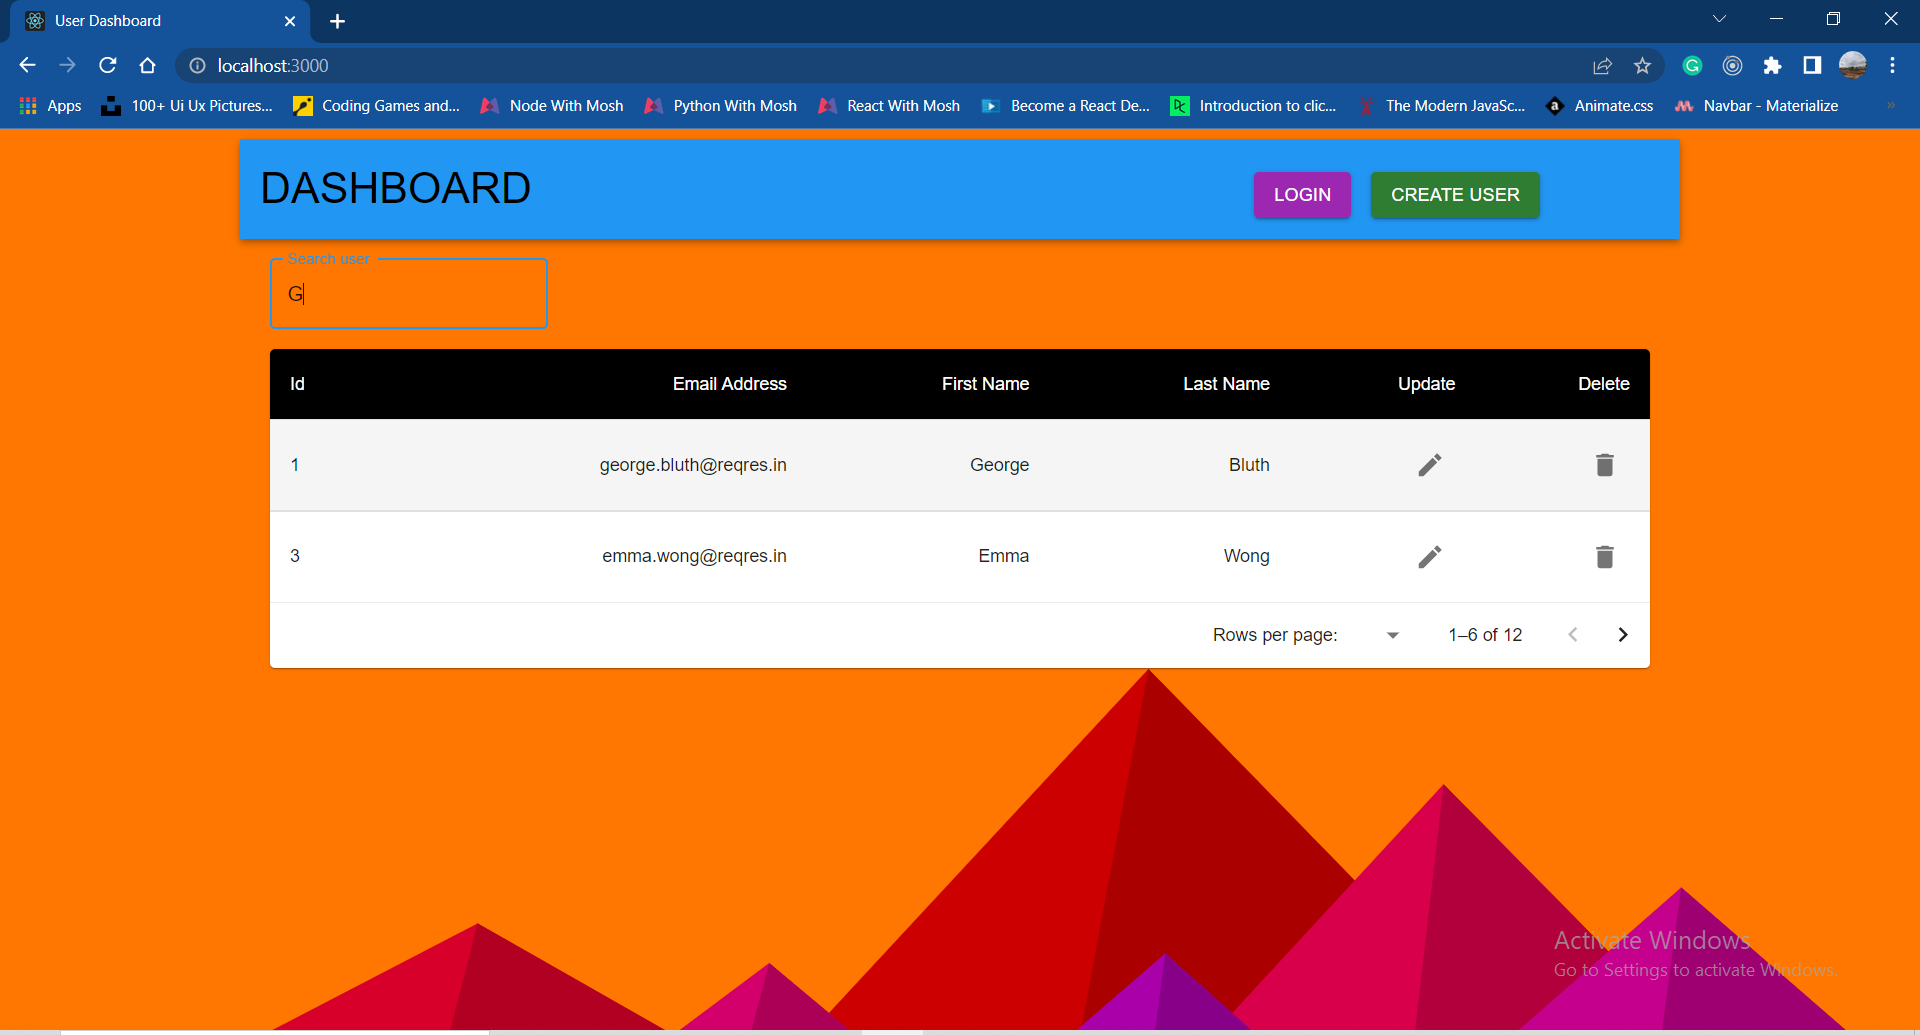 User Dashboard
localhost:3000
Apps 100+ Ui Ux Pictures... Coding Games and... Node With Mosh Python With Mosh React With Mosh Become a React De... Introduction to clic... The Modern JavaSc... Animate.css Navbar - Materialize »
DASHBOARD LOGIN CREATE USER
Search user
G
Id Email Address First Name Last Name Update Delete
1 george.bluth@reqres.in George Bluth
3 emma.wong@reqres.in Emma Wong
Rows per page: 1–6 of 12
Activate Windows
Go to Settings to activate Windows.